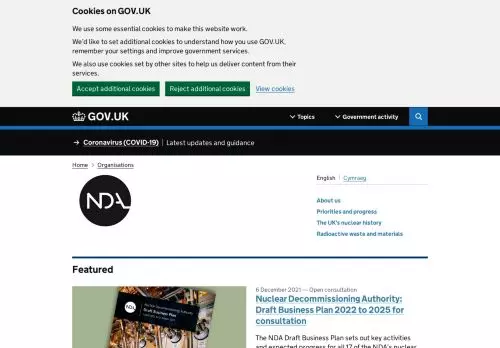 Cookies on GOV.UK
We use some essential cookies to make this website work.
We'd like to set additional cookies to understand how you use GOV.UK,
remember your settings and improve government services.
We also use cookies set by other sites to help us deliver content from their
services.
Accept additional cookies Reject additional cookies View cookies
GOV.UK Topics Government activity
→ Coronavirus (COVID-19) Latest updates and guidance
Home Organisations
English Cymraeg
NDA
About us
Priorities and progress
The UK's nuclear history
Radioactive waste and materials
Featured
NDA
Nuclear Decommissioning Authority
Draft Business Plan
6 December 2021 — Open consultation
Nuclear Decommissioning Authority:
Draft Business Plan 2022 to 2025 for
consultation
The NDA Draft Business Plan sets out key activities
and expected progress for all 17 of the NDA's nuclear